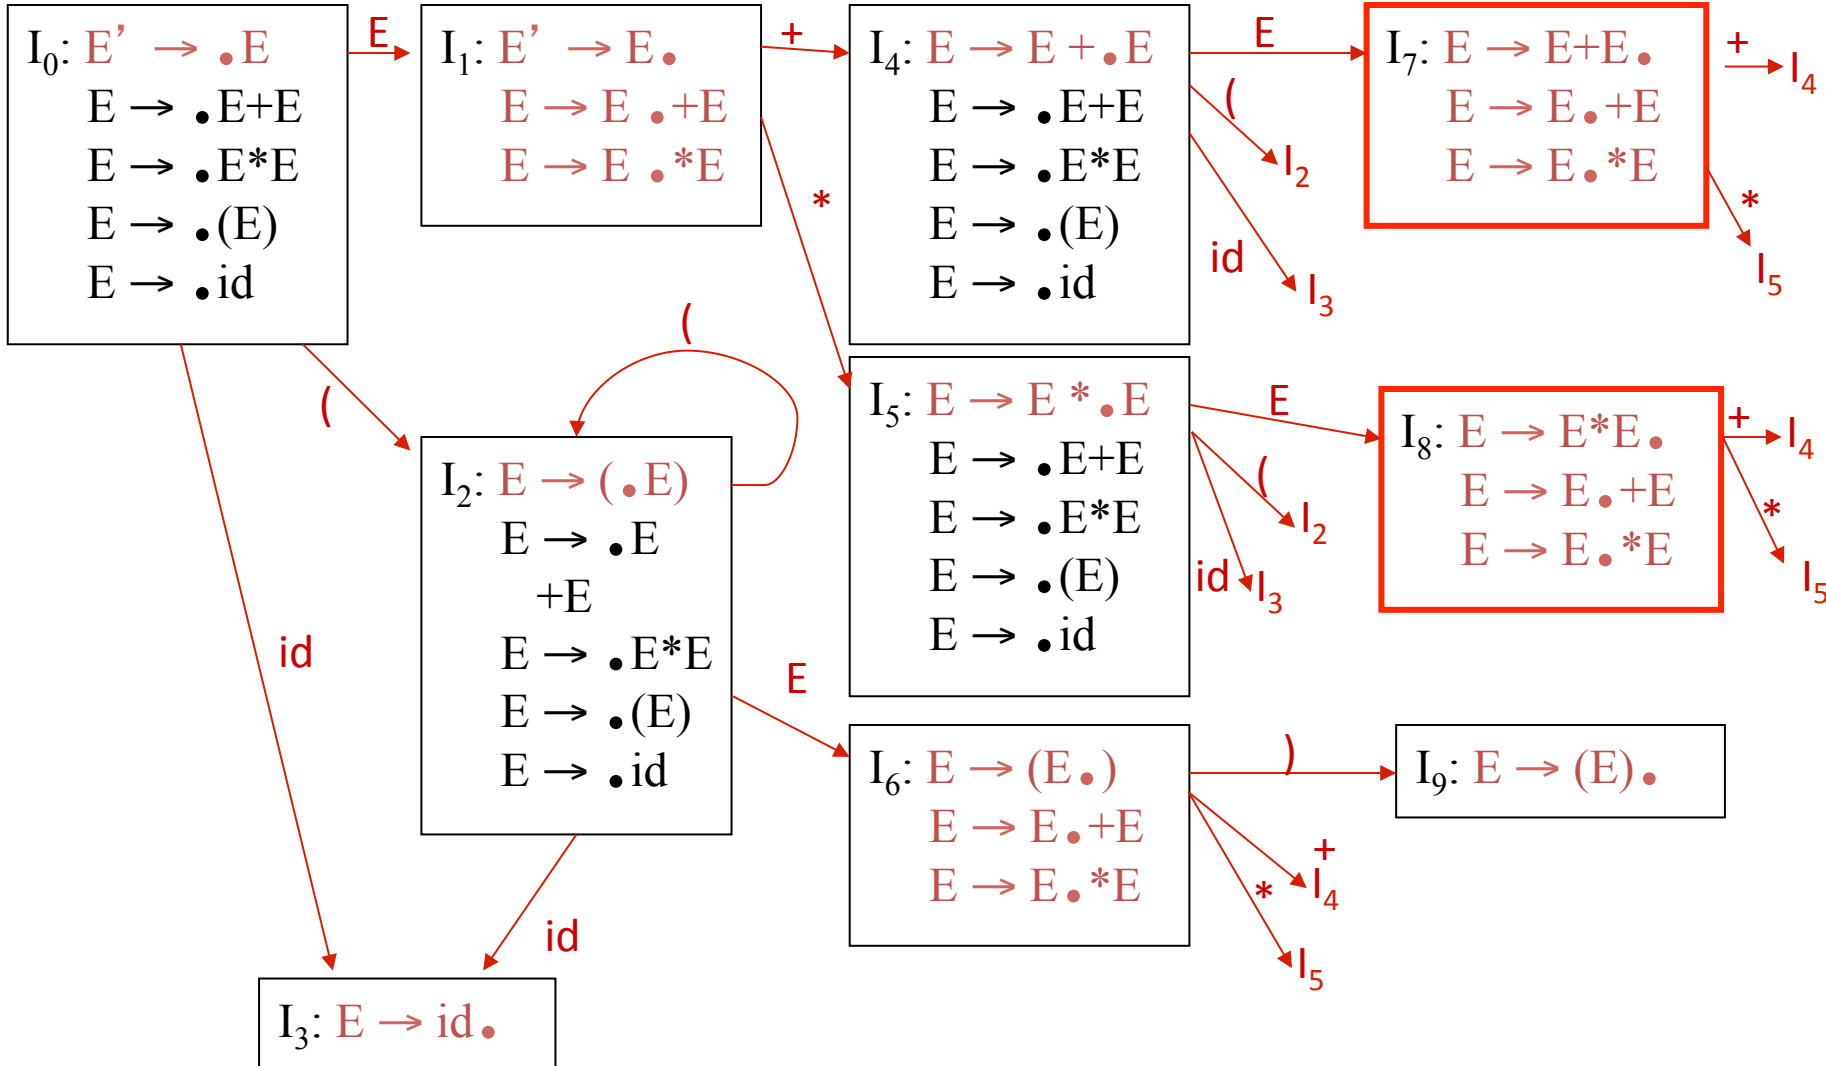 I₀: E’ → .E
E → .E+E
E → .E*E
E → .(E)
E → .id
E
(
id
I₁: E’ → E.
E → E .+E
E → E .*E
+
*
I₂: E → (.E)
E → .E
+E
E → .E*E
E → .(E)
E → .id
(
E
id
I₃: E → id.
I₄: E → E + .E
E → .E+E
E → .E*E
E → .(E)
E → .id
E
(
I₂
id
I₃
I₅: E → E * .E
E → .E+E
E → .E*E
E → .(E)
E → .id
E
(
I₂
id
I₃
I₆: E → (E.)
E → E.+E
E → E.*E
)
+
I₄
*
I₅
I₇: E → E+E.
E → E.+E
E → E.*E
+
I₄
*
I₅
I₈: E → E*E.
E → E.+E
E → E.*E
+
I₄
*
I₅
I₉: E → (E).